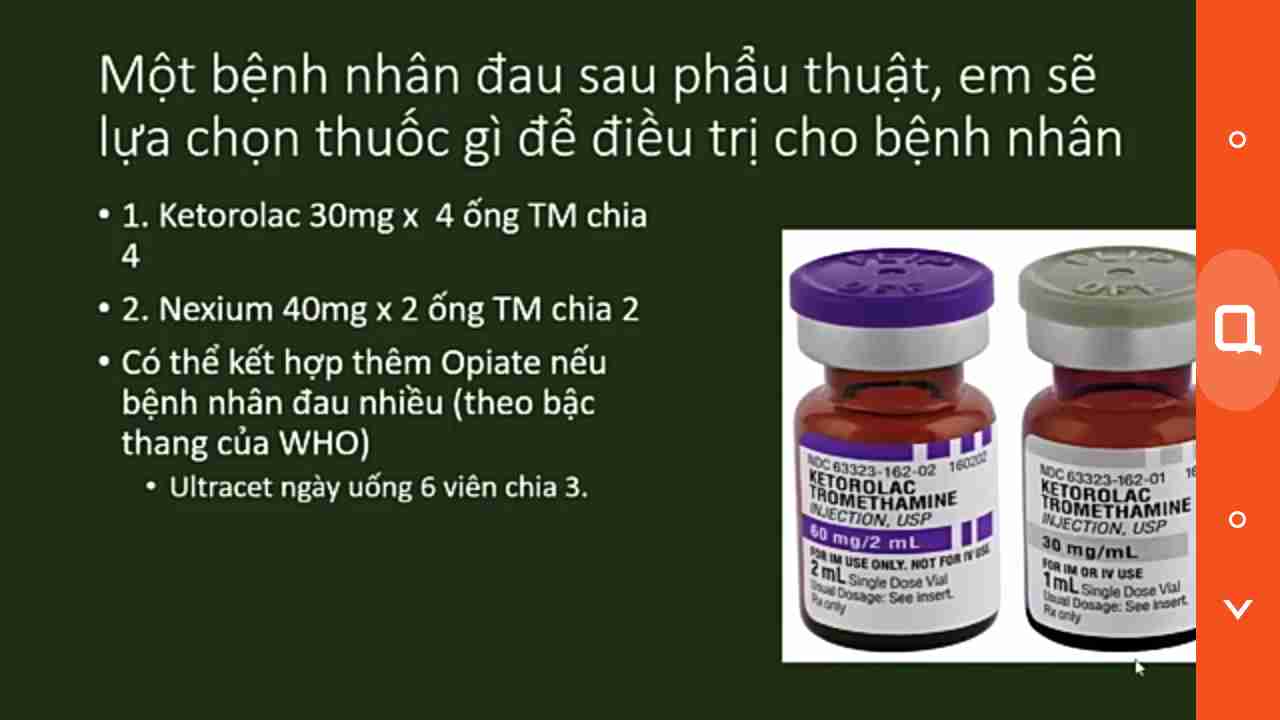 Một bệnh nhân đau sau phẩu thuật, em sẽ
lựa chọn thuốc gì để điều trị cho bệnh nhân
• 1. Ketorolac 30mg x 4 ống TM chia
4
• 2. Nexium 40mg x 2 ống TM chia 2
• Có thể kết hợp thêm Opiate nếu
bệnh nhân đau nhiều (theo bậc
thang của WHO)
• Ultracet ngày uống 6 viên chia 3.
FLIP
OFF
NDC 63323-162-02 160202
KETOROLAC
TROMETHAMINE
INJECTION, USP
60 mg/2 mL
FOR IM USE ONLY. NOT FOR IV USE
2 mL Single Dose Vial
Usual Dosage: See insert.
Rx only
FLIP
OFF
NDC 63323-162-01 16
KETOROLAC
TROMETHAMINE
INJECTION, USP
30 mg/mL
FOR IM OR IV USE
1 mL Single Dose Vial
Usual Dosage: See insert.
Rx only